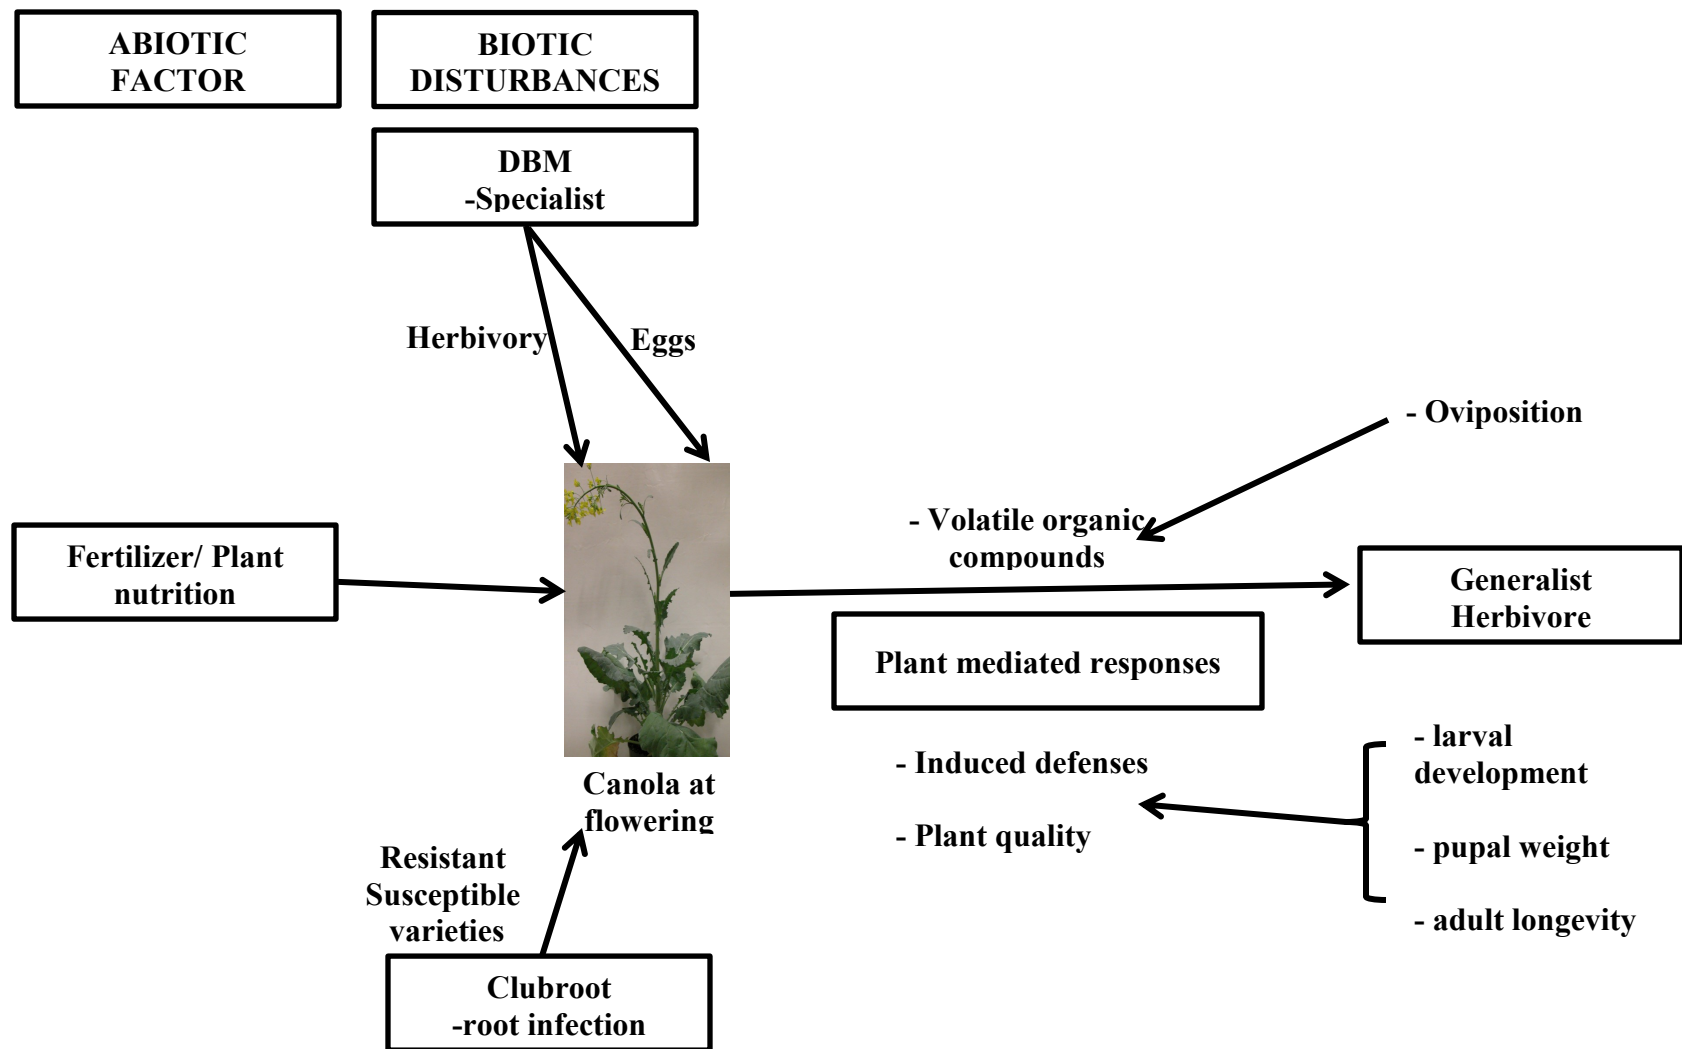 ABIOTIC
FACTOR
BIOTIC
DISTURBANCES
DBM
-Specialist
Herbivory
Eggs
- Oviposition
- Volatile organic
compounds
Fertilizer/ Plant
nutrition
Generalist
Herbivore
Plant mediated responses
- Induced defenses
- Plant quality
- larval
development
- pupal weight
- adult longevity
Canola at
flowering
Resistant
Susceptible
varieties
Clubroot
-root infection